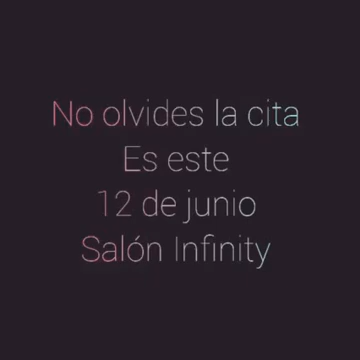 No olvides la cita
Es este
12 de junio
Salón Infinity